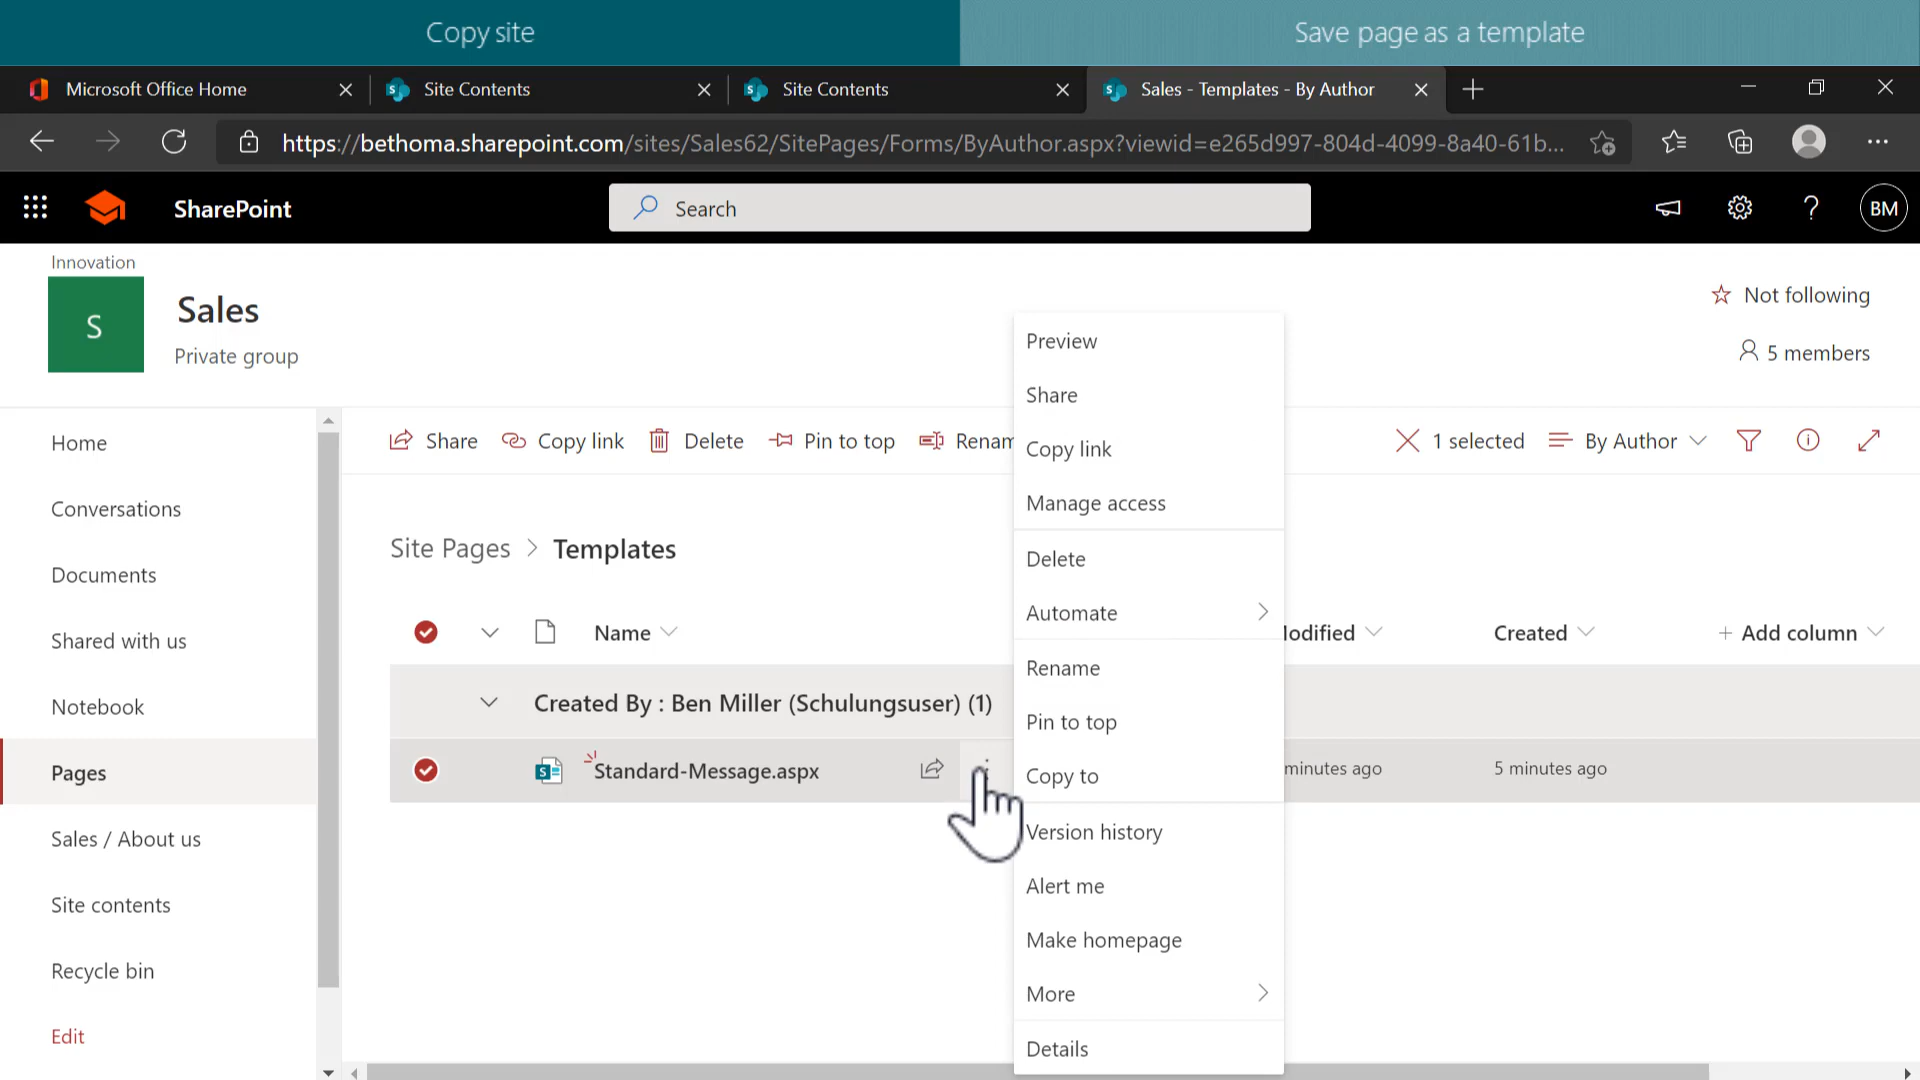 Copy site
Save page as a template
Microsoft Office Home
Site Contents
Site Contents
Sales - Templates - By Author
https://bethoma.sharepoint.com/sites/Sales62/SitePages/Forms/ByAuthor.aspx?viewid=e265d997-804d-4099-8a40-61b...
SharePoint
Search
BM
Innovation
S
Sales
Private group
Not following
5 members
Home
Conversations
Documents
Shared with us
Notebook
Pages
Sales / About us
Site contents
Recycle bin
Edit
Share
Copy link
Delete
Pin to top
Renam
1 selected
By Author
Site Pages > Templates
Name
odified
Created
+ Add column
Created By : Ben Miller (Schulungsuser) (1)
Standard-Message.aspx
minutes ago
5 minutes ago
Preview
Share
Copy link
Manage access
Delete
Automate
Rename
Pin to top
Copy to
Version history
Alert me
Make homepage
More
Details